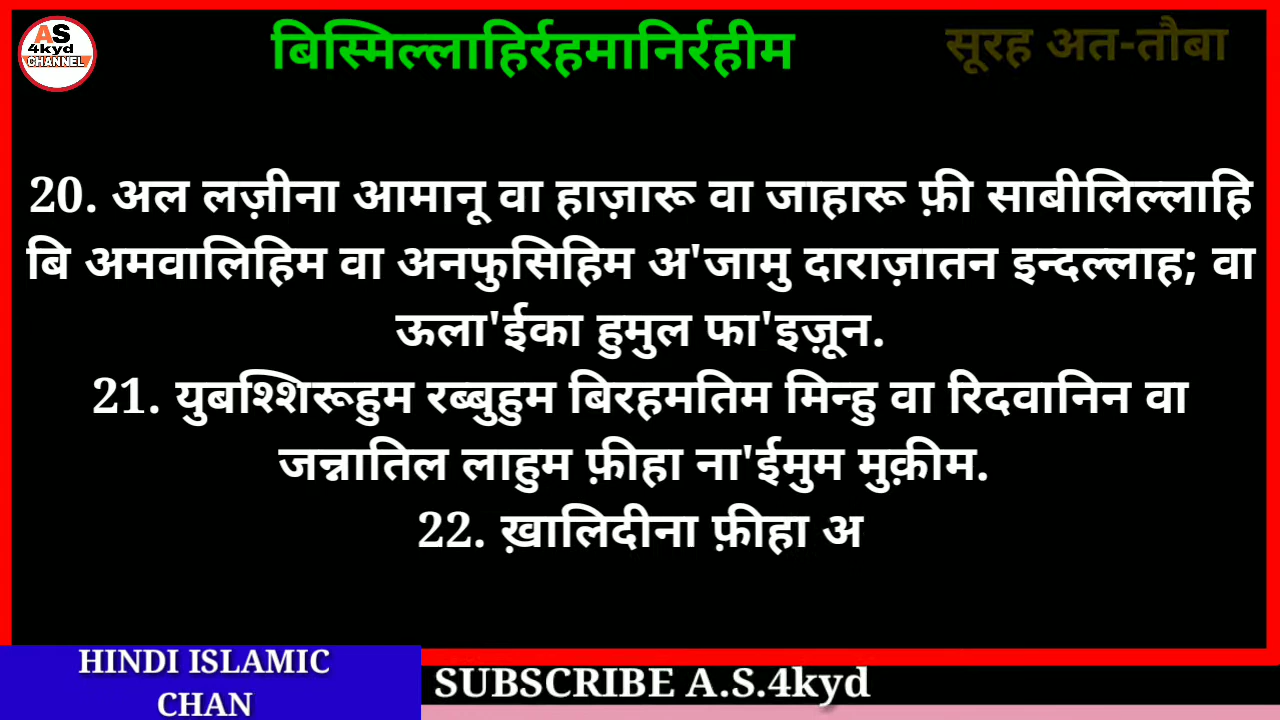 AS
4kyd
CHANNEL
बिस्मिल्लाहिर्रहमानिर्रहीम
सूरह अत-तौबा
20. अल लज़ीना आमानू वा हाज़ारू वा जाहारू फ़ी साबीलिल्लाहि
बि अमवालिहिम वा अनफुसिहिम अ'जामु दाराज़ातन इन्दल्लाह; वा
ऊला'ईका हुमुल फा'इज़ून.
21. युबश्शिरूहुम रब्बुहुम बिरहमतिम मिन्हु वा रिदवानिन वा
जन्नातिल लाहुम फ़ीहा ना'ईमुम मुक़ीम.
22. ख़ालिदीना फ़ीहा अ
HINDI ISLAMIC
CHAN
SUBSCRIBE A.S.4kyd